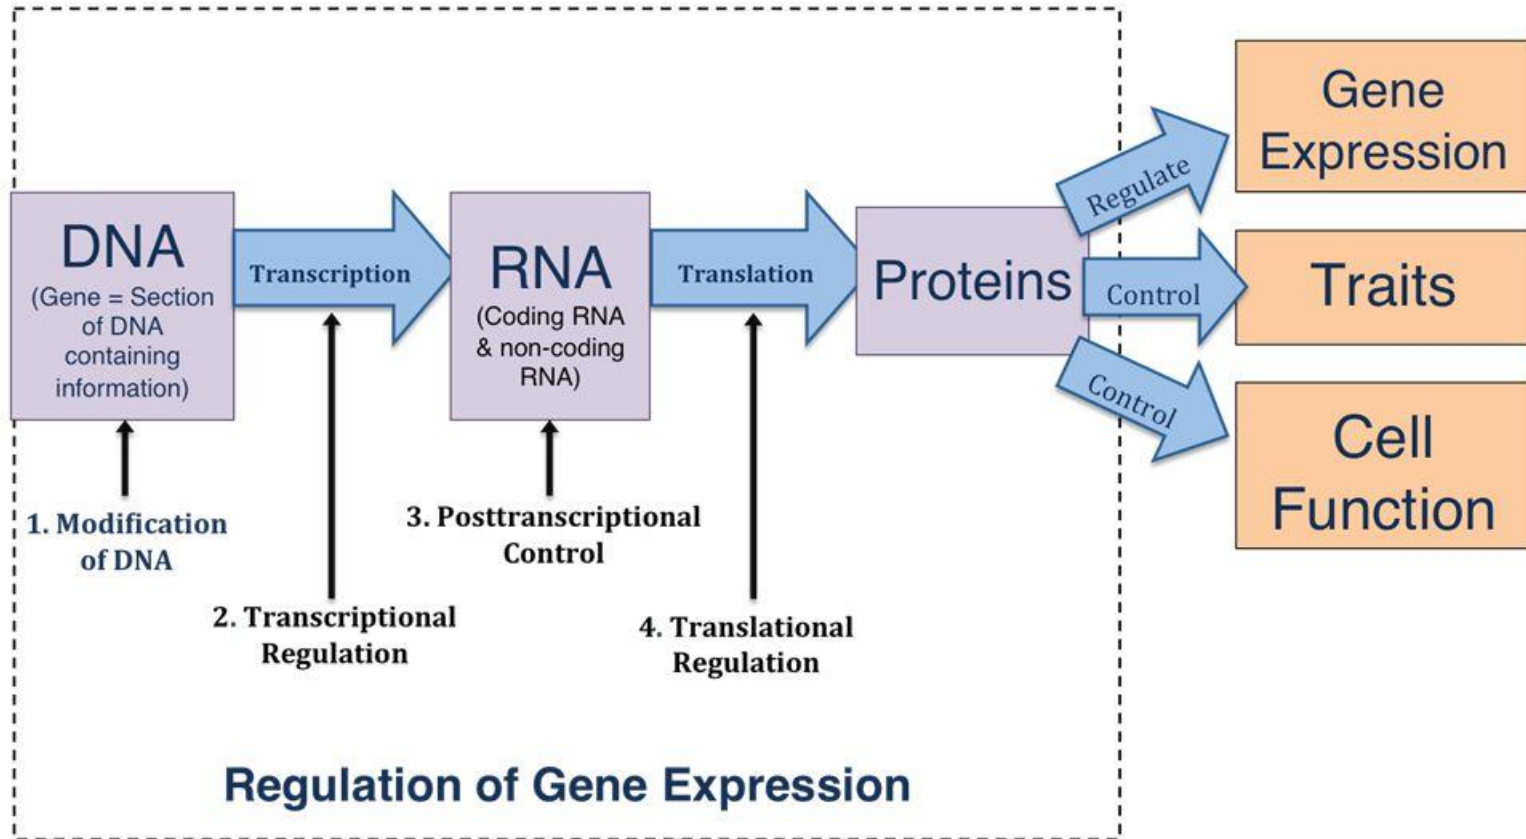 DNA
(Gene = Section
of DNA
containing
information)
Transcription
RNA
(Coding RNA
& non-coding
RNA)
Translation
Proteins
Regulate
Control
Control
Gene
Expression
Traits
Cell
Function
1. Modification
of DNA
2. Transcriptional
Regulation
3. Posttranscriptional
Control
4. Translational
Regulation
Regulation of Gene Expression